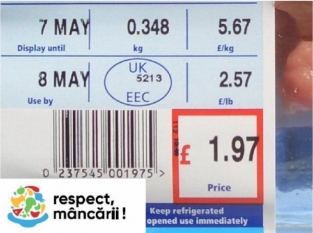 7 MAY 0.348 5.67
Display until kg £/kg
8 MAY UK 5213 EEC 2.57
Use by £/lb
£ 1.97
Price
D 237545 001975 >
respect,
mâncării!
Keep refrigerated
opened use immediately